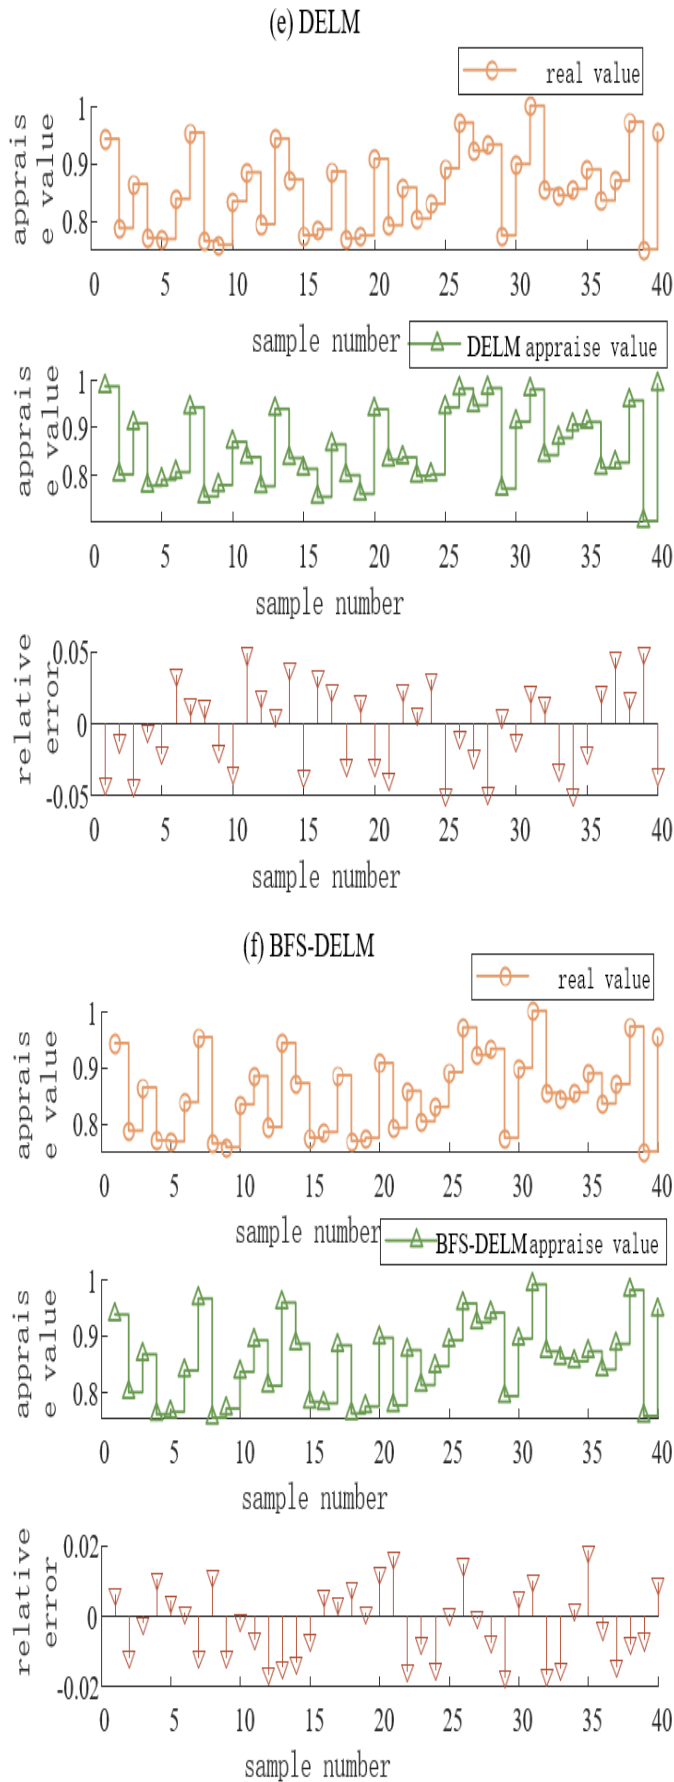 (e) DELM
real value
apprais
e value
1
0.9
0.8
0 5 10 15 20 25 30 35 40
sample number
DELM appraise value
apprais
e value
1
0.9
0.8
0 5 10 15 20 25 30 35 40
sample number
relative
error
0.05
0
-0.05
0 5 10 15 20 25 30 35 40
sample number
(f) BFS-DELM
real value
apprais
e value
1
0.9
0.8
0 5 10 15 20 25 30 35 40
sample number
BFS-DELM appraise value
apprais
e value
1
0.9
0.8
0 5 10 15 20 25 30 35 40
sample number
relative
error
0.02
0
-0.02
0 5 10 15 20 25 30 35 40
sample number